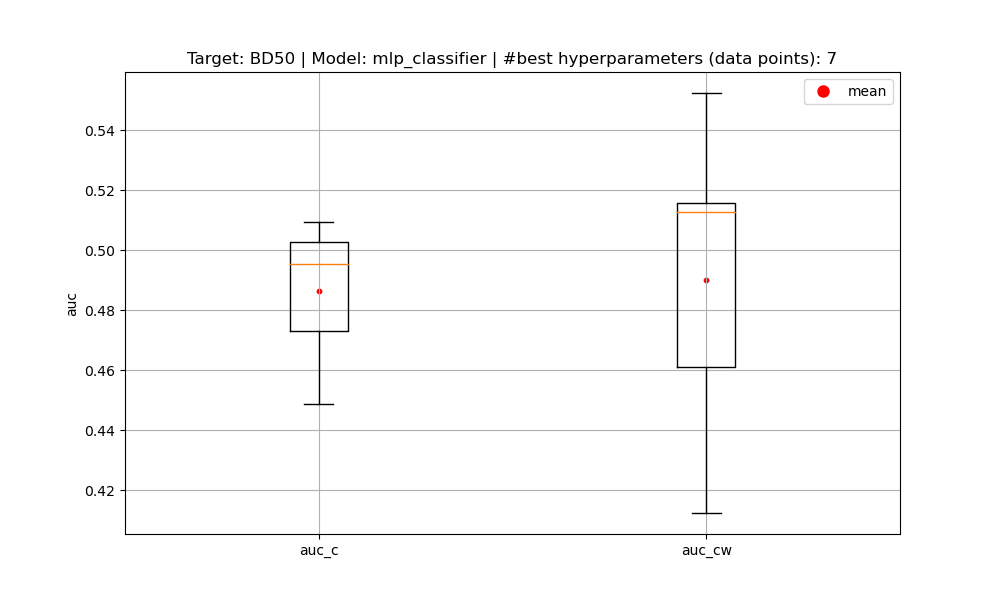 Target: BD50 | Model: mlp_classifier | #best hyperparameters (data points): 7
mean
0.54
0.52
0.50
0.48
0.46
0.44
0.42
auc
auc_c
auc_cw